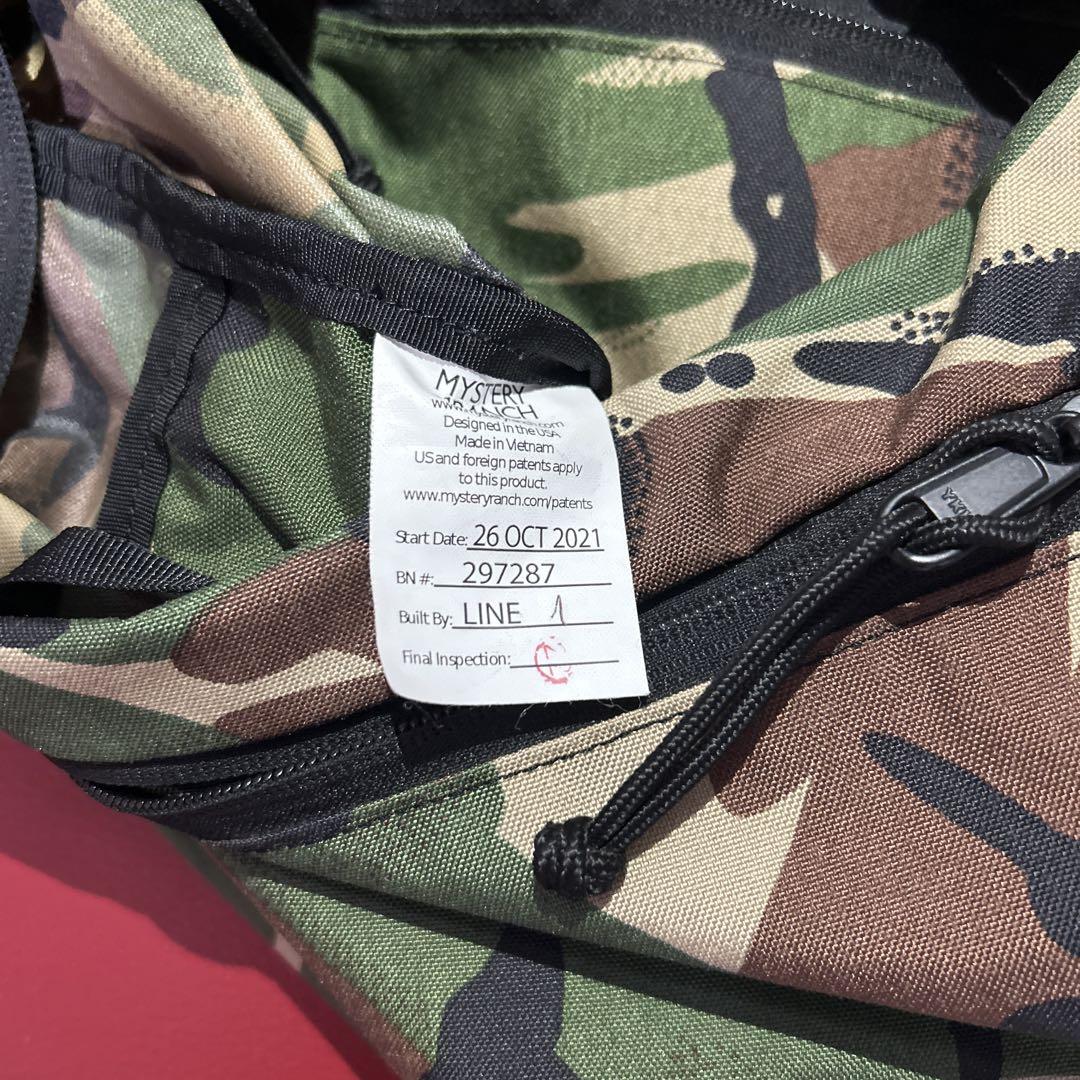 MYSTERY
RANCH
Designed in the USA
Made in Vietnam
US and foreign patents apply
to this product.
www.mysteryranch.com/patents
Start Date: 26 OCT 2021
BN #: 297287
Built By: LINE 1
Final Inspection:
YKK